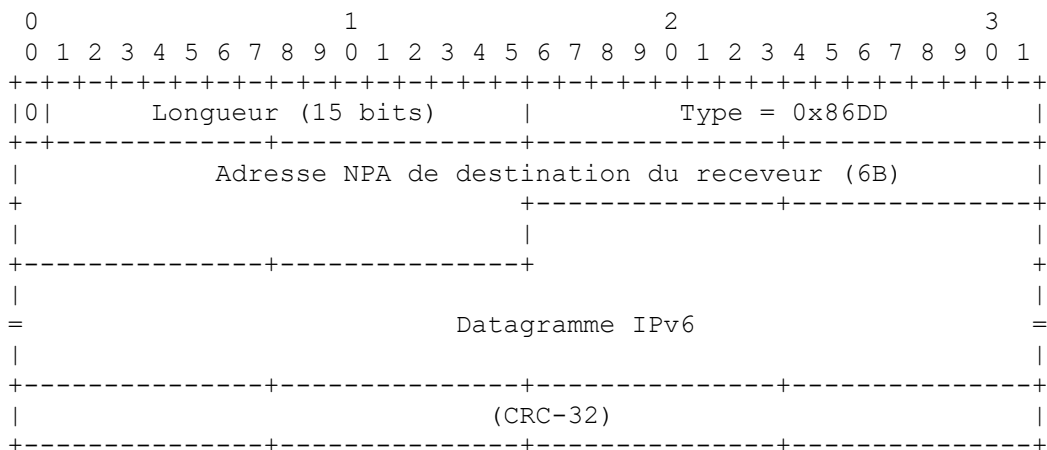 0                   1                   2                   3
 0 1 2 3 4 5 6 7 8 9 0 1 2 3 4 5 6 7 8 9 0 1 2 3 4 5 6 7 8 9 0 1
+-+-+-+-+-+-+-+-+-+-+-+-+-+-+-+-+-+-+-+-+-+-+-+-+-+-+-+-+-+-+-+-+
|0|      Longueur (15 bits)     |         Type = 0x86DD         |
+-+-------------+---------------+---------------+---------------+
|            Adresse NPA de destination du receveur (6B)        |
+                               +---------------+---------------+
|                               |                               |
+---------------+---------------+                               +
|                                                               |
=                           Datagramme IPv6                     =
|                                                               |
+---------------+---------------+---------------+---------------+
|                             (CRC-32)                          |
+---------------+---------------+---------------+---------------+